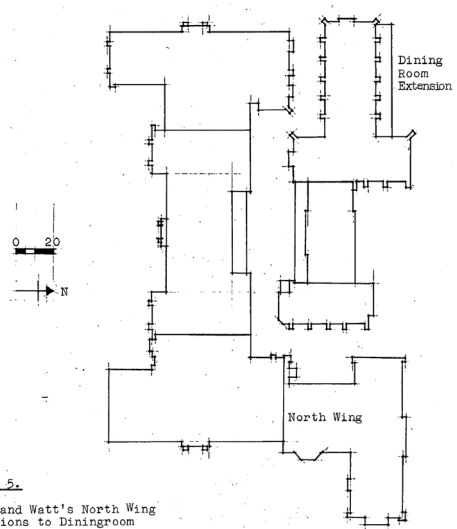 Dining
Room
Extension
0 20
N
North Wing
5.
and Watt's North Wing
ions to Diningroom